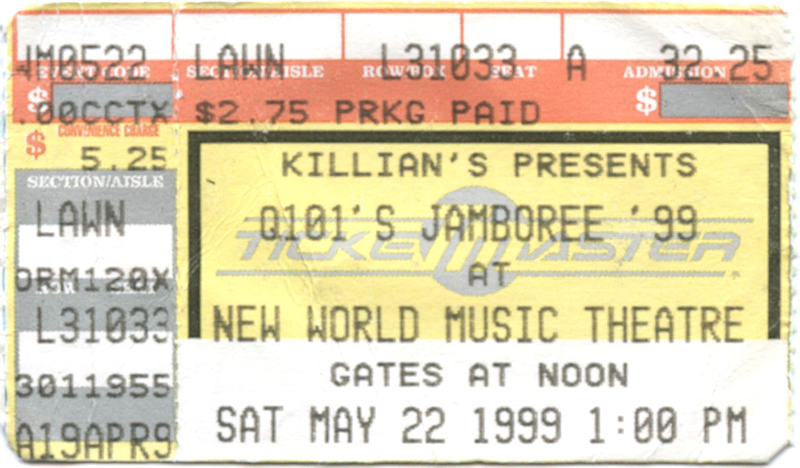 JM0522 LAWN L31033 A 32.25
EVENT CODE SECTION/AISLE ROW/BOX SEAT ADMISSION
$ $
.00CCTX $2.75 PRKG PAID
$ CONVENIENCE CHARGE
5.25
SECTION/AISLE
LAWN
ORM120X
L31033
3011955
A19APR9
KILLIAN'S PRESENTS
Q101'S JAMBOREE '99
TICKETMASTER
AT
NEW WORLD MUSIC THEATRE
GATES AT NOON
SAT MAY 22 1999 1:00 PM